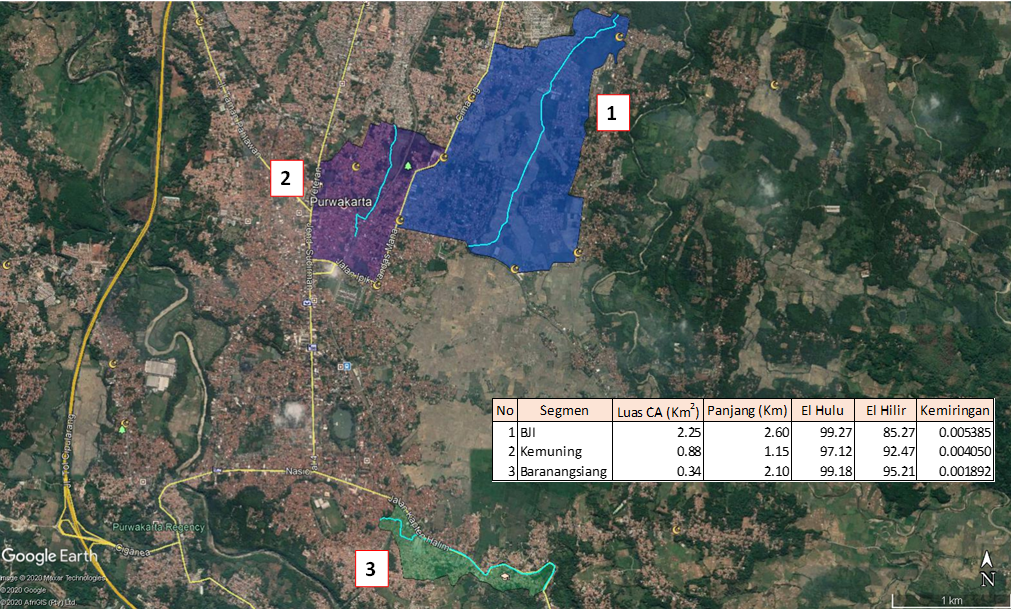 1
2
Purwakarta
No Segmen Luas CA (Km²) Panjang (Km) El Hulu El Hilir Kemiringan
1 BJI 2.25 2.60 99.27 85.27 0.005385
2 Kemuning 0.88 1.15 97.12 92.47 0.004050
3 Baranangsiang 0.34 2.10 99.18 95.21 0.001892
Purwakarta Regency
Ciganea
Google Earth
3
N
Image © 2020 Maxar Technologies
© 2020 Google
© 2020 AfriGIS (Pty) Ltd.
1 km